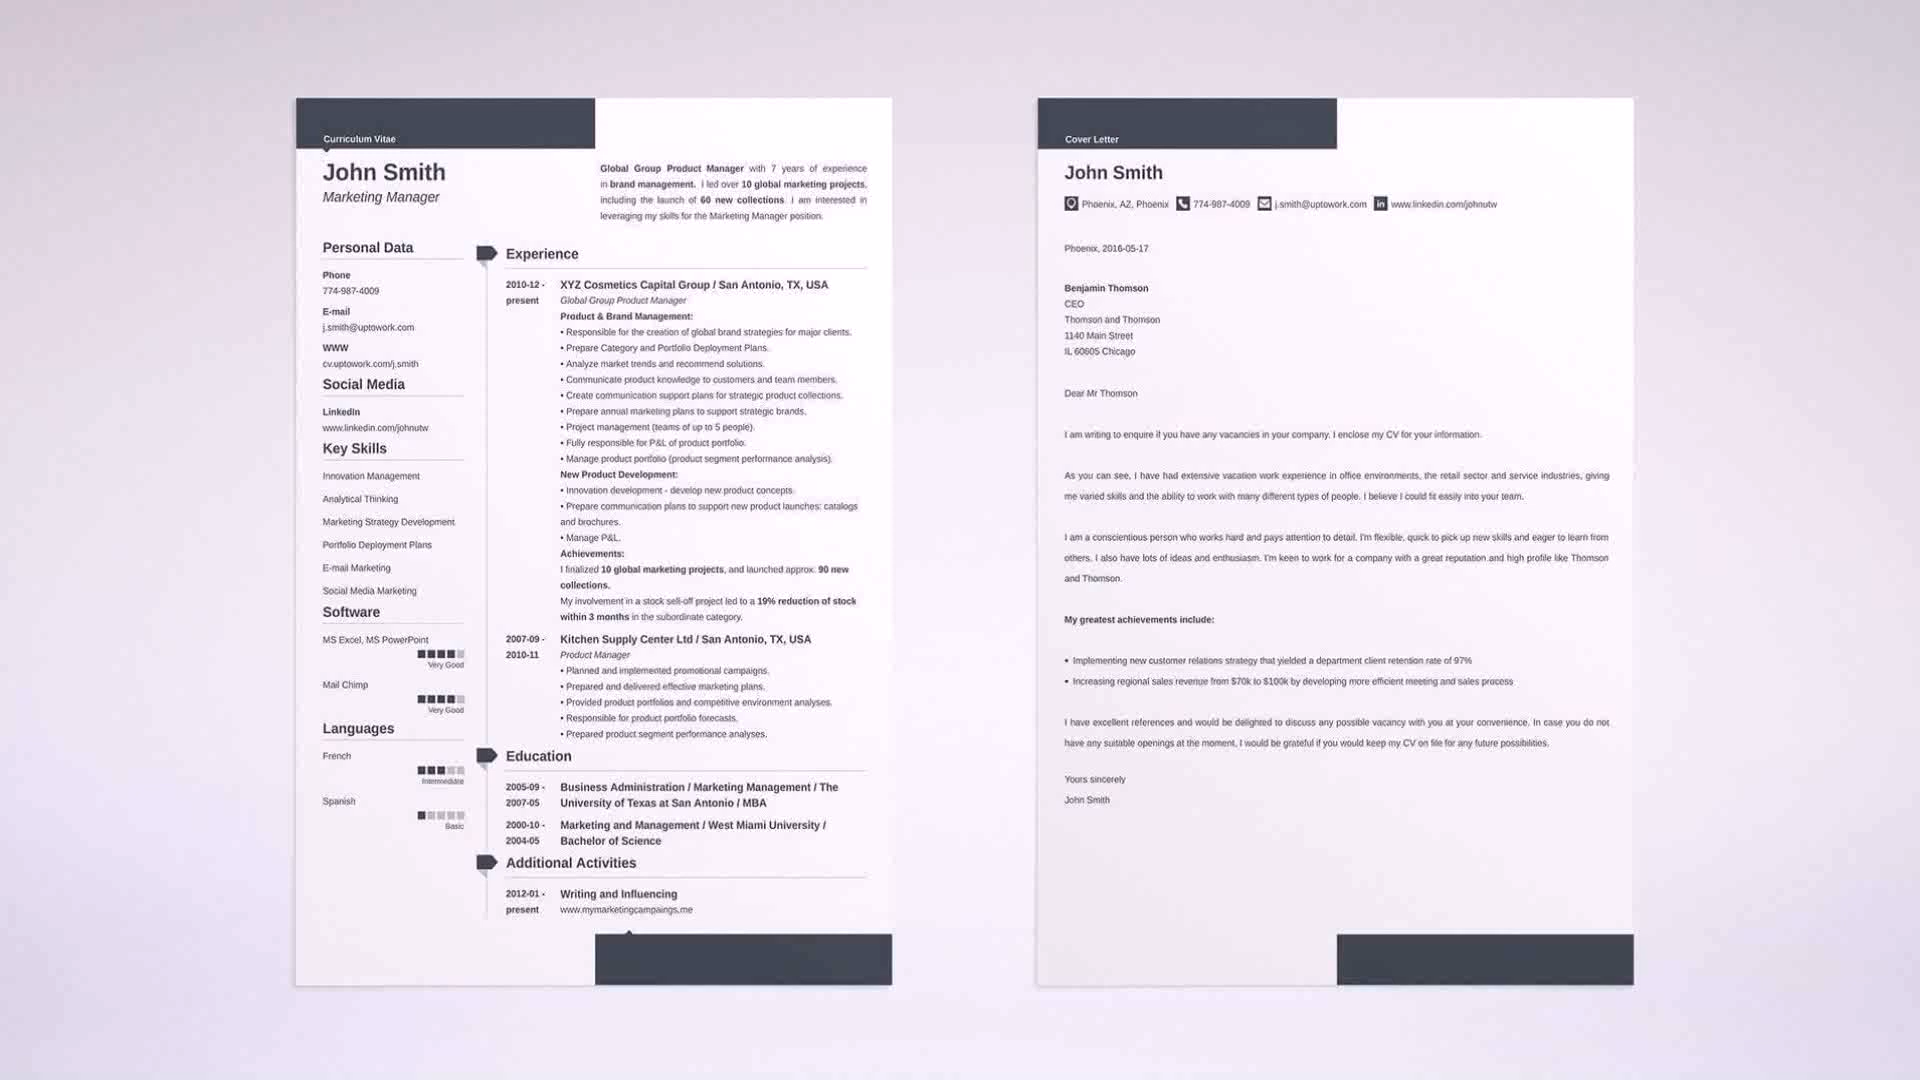 Curriculum Vitae
John Smith
Marketing Manager
Global Group Product Manager with 7 years of experience
in brand management. I led over 10 global marketing projects,
including the launch of 60 new collections. I am interested in
leveraging my skills for the Marketing Manager position.
Personal Data
Phone
774-987-4009
E-mail
j.smith@uptowork.com
WWW
cv.uptowork.com/j.smith
Social Media
LinkedIn
www.linkedin.com/johnutw
Key Skills
Innovation Management
Analytical Thinking
Marketing Strategy Development
Portfolio Deployment Plans
E-mail Marketing
Social Media Marketing
Software
MS Excel, MS PowerPoint
Very Good
Mail Chimp
Very Good
Languages
French
Intermediate
Spanish
Basic
Experience
2010-12 - XYZ Cosmetics Capital Group / San Antonio, TX, USA
present Global Group Product Manager
Product & Brand Management:
• Responsible for the creation of global brand strategies for major clients.
• Prepare Category and Portfolio Deployment Plans.
• Analyze market trends and recommend solutions.
• Communicate product knowledge to customers and team members.
• Create communication support plans for strategic product collections.
• Prepare annual marketing plans to support strategic brands.
• Project management (teams of up to 5 people).
• Fully responsible for P&L of product portfolio.
• Manage product portfolio (product segment performance analysis).
New Product Development:
• Innovation development - develop new product concepts.
• Prepare communication plans to support new product launches: catalogs
and brochures.
• Manage P&L.
Achievements:
I finalized 10 global marketing projects, and launched approx. 90 new
collections.
My involvement in a stock sell-off project led to a 19% reduction of stock
within 3 months in the subordinate category.
2007-09 - Kitchen Supply Center Ltd / San Antonio, TX, USA
2010-11 Product Manager
• Planned and implemented promotional campaigns.
• Prepared and delivered effective marketing plans.
• Provided product portfolios and competitive environment analyses.
• Responsible for product portfolio forecasts.
• Prepared product segment performance analyses.
Education
2005-09 - Business Administration / Marketing Management / The
2007-05 University of Texas at San Antonio / MBA
2000-10 - Marketing and Management / West Miami University /
2004-05 Bachelor of Science
Additional Activities
2012-01 - Writing and Influencing
present www.mymarketingcampaings.me
Cover Letter
John Smith
Phoenix, AZ, Phoenix 774-987-4009 j.smith@uptowork.com in www.linkedin.com/johnutw
Phoenix, 2016-05-17
Benjamin Thomson
CEO
Thomson and Thomson
1140 Main Street
IL 60605 Chicago
Dear Mr Thomson
I am writing to enquire if you have any vacancies in your company. I enclose my CV for your information.
As you can see, I have had extensive vacation work experience in office environments, the retail sector and service industries, giving
me varied skills and the ability to work with many different types of people. I believe I could fit easily into your team.
I am a conscientious person who works hard and pays attention to detail. I'm flexible, quick to pick up new skills and eager to learn from
others. I also have lots of ideas and enthusiasm. I'm keen to work for a company with a great reputation and high profile like Thomson
and Thomson.
My greatest achievements include:
• Implementing new customer relations strategy that yielded a department client retention rate of 97%
• Increasing regional sales revenue from $70k to $100k by developing more efficient meeting and sales process
I have excellent references and would be delighted to discuss any possible vacancy with you at your convenience. In case you do not
have any suitable openings at the moment, I would be grateful if you would keep my CV on file for any future possibilities.
Yours sincerely
John Smith